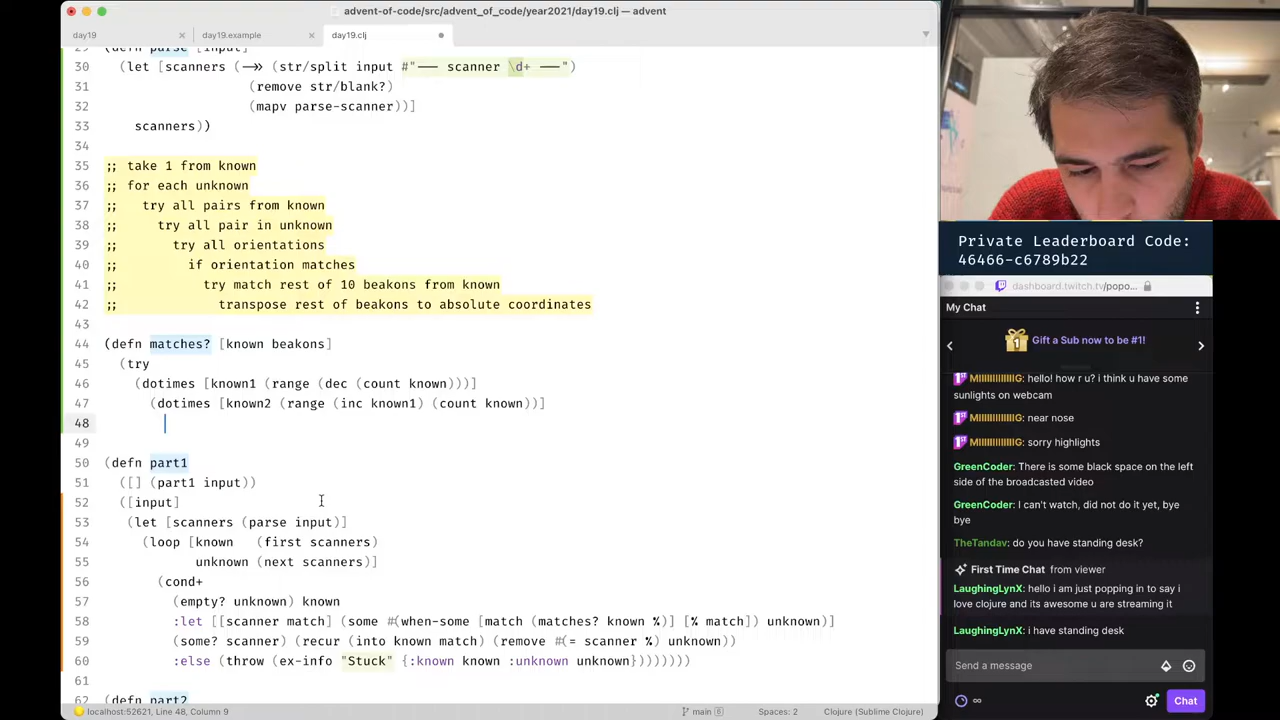 advent-of-code/src/advent_of_code/year2021/day19.clj — advent
day19
day19.example
day19.clj
29 (defn parse [input]
30 (let [scanners (->> (str/split input #"--- scanner \d+ ---")
31 (remove str/blank?)
32 (mapv parse-scanner))]
33 scanners))
34
35 ;; take 1 from known
36 ;; for each unknown
37 ;; try all pairs from known
38 ;; try all pair in unknown
39 ;; try all orientations
40 ;; if orientation matches
41 ;; try match rest of 10 beakons from known
42 ;; transpose rest of beakons to absolute coordinates
43
44 (defn matches? [known beakons]
45 (try
46 (dotimes [known1 (range (dec (count known)))]
47 (dotimes [known2 (range (inc known1) (count known))]
48
49
50 (defn part1
51 ([] (part1 input))
52 ([input]
53 (let [scanners (parse input)]
54 (loop [known (first scanners)
55 unknown (next scanners)]
56 (cond+
57 (empty? unknown) known
58 :let [[scanner match] (some #(when-some [match (matches? known %)] [% match]) unknown)]
59 (some? scanner) (recur (into known match) (remove #(= scanner %) unknown))
60 :else (throw (ex-info "Stuck" {:known known :unknown unknown}))))))))
61
62 (defn part2
localhost:52621, Line 48, Column 9
main 6
Spaces: 2
Clojure (Sublime Clojure)
Private Leaderboard Code:
46466-c6789b22
dashboard.twitch.tv/popo...
My Chat
1
Gift a Sub now to be #1!
MIIIIIIIIIIG: hello! how r u? i think u have some
sunlights on webcam
MIIIIIIIIIIG: near nose
MIIIIIIIIIIG: sorry highlights
GreenCoder: There is some black space on the left
side of the broadcasted video
GreenCoder: I can't watch, did not do it yet, bye
bye
TheTandav: do you have standing desk?
First Time Chat from viewer
LaughingLynX: hello i am just popping in to say i
love clojure and its awesome u are streaming it
LaughingLynX: i have standing desk
Send a message
∞
Chat